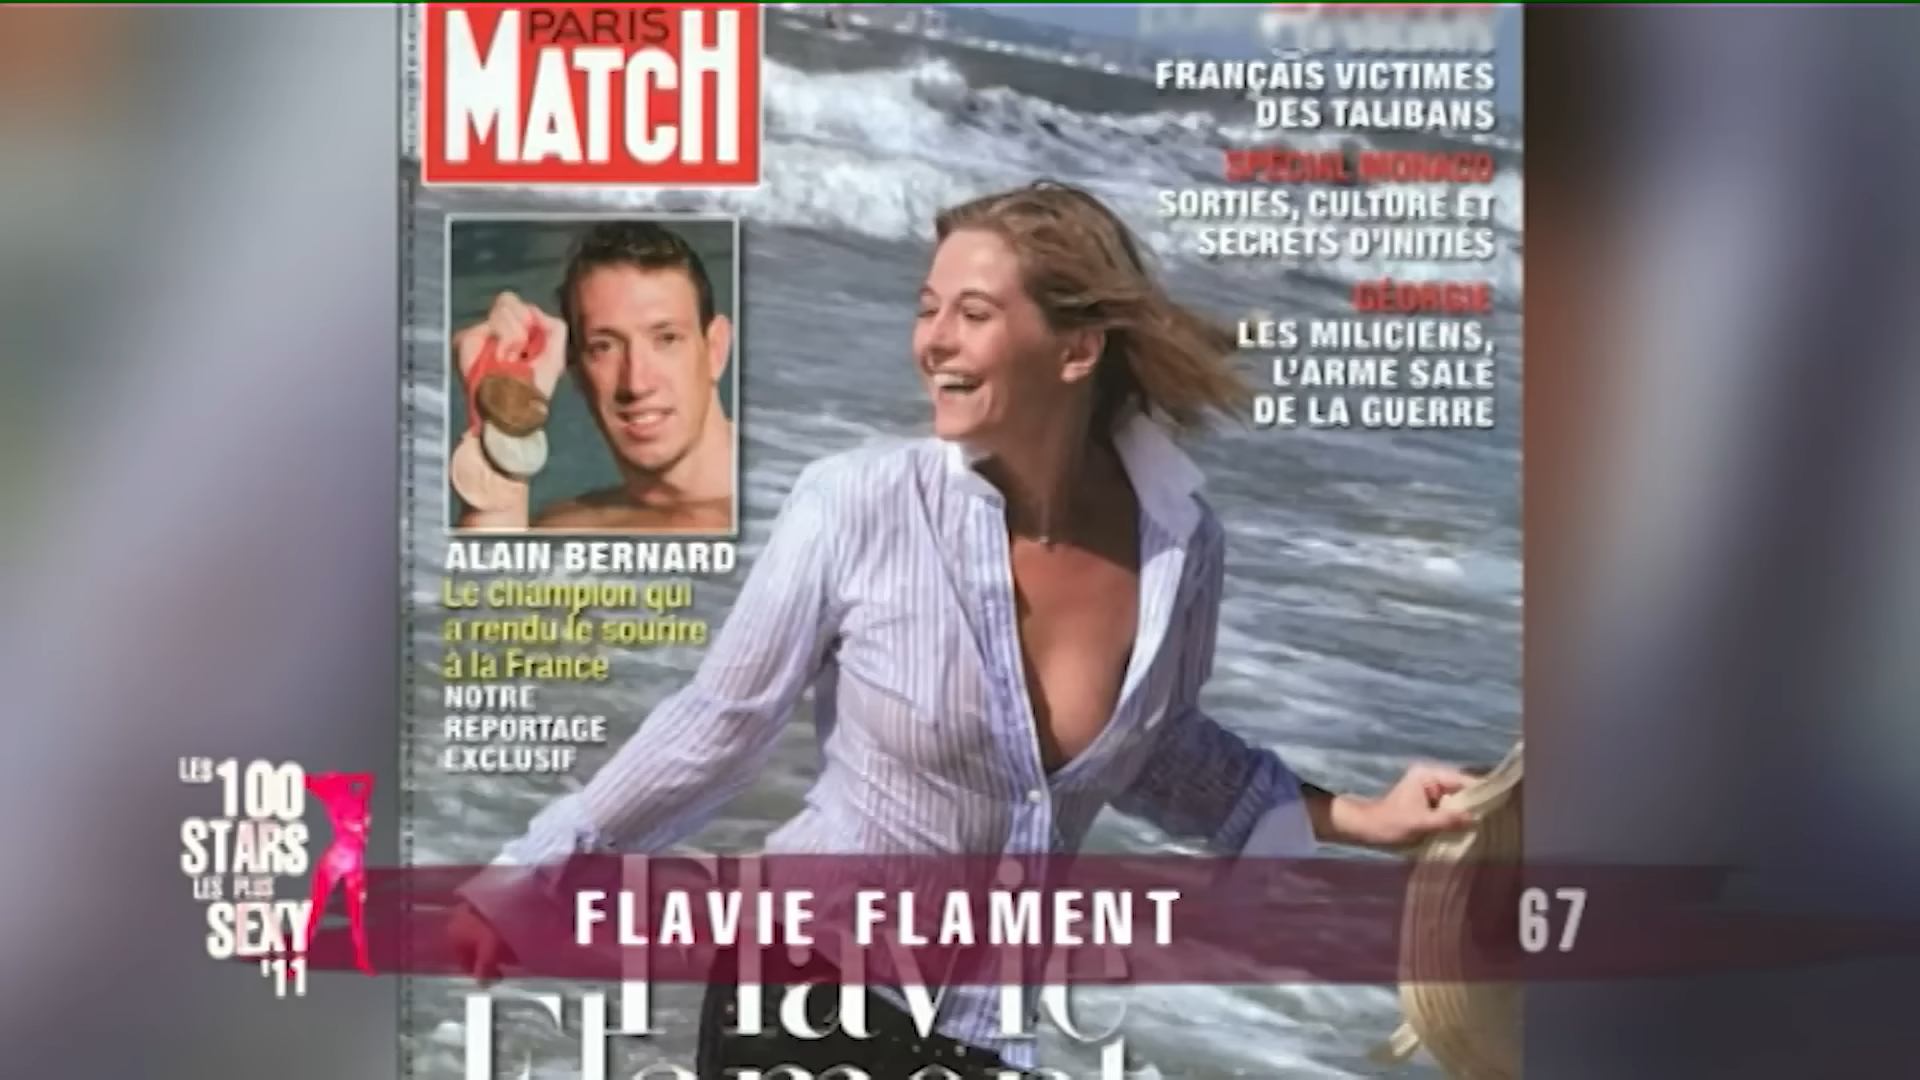 PARIS
MATCH
FRANÇAIS VICTIMES
DES TALIBANS
SPÉCIAL MONACO
SORTIES, CULTURE ET
SECRETS D'INITIÉS
GÉORGIE
LES MILICIENS,
L'ARME SALE
DE LA GUERRE
ALAIN BERNARD
Le champion qui
a rendu le sourire
à la France
NOTRE
REPORTAGE
EXCLUSIF
LES 100
STARS
LES PLUS
SEXY
'11
FLAVIE FLAMENT
67
Flavie
Flament